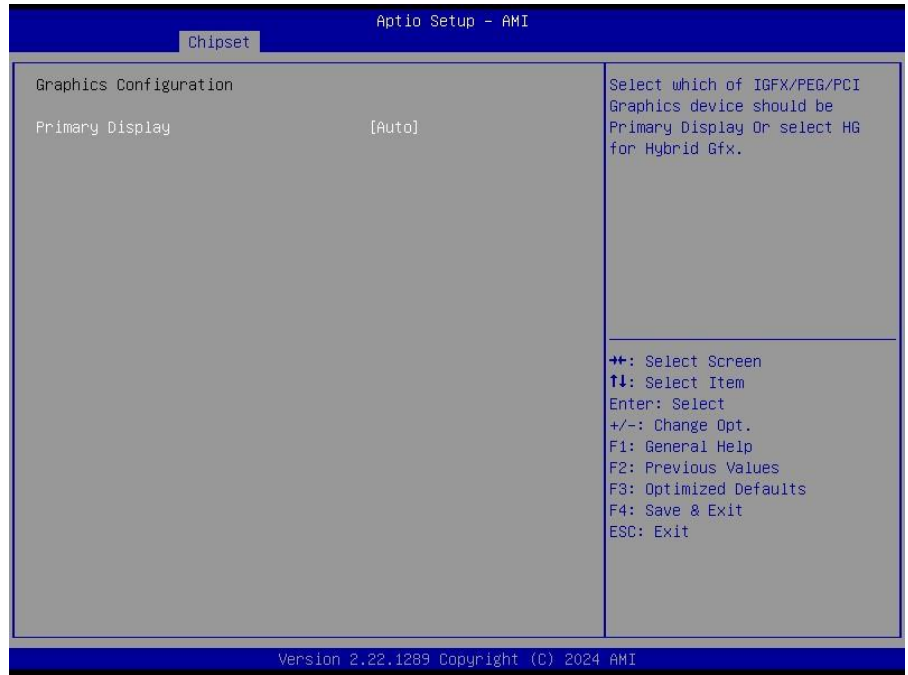 Aptio Setup – AMI
Chipset
Graphics Configuration
Primary Display [Auto]
Select which of IGFX/PEG/PCI
Graphics device should be
Primary Display Or select HG
for Hybrid Gfx.
→←: Select Screen
↑↓: Select Item
Enter: Select
+/-: Change Opt.
F1: General Help
F2: Previous Values
F3: Optimized Defaults
F4: Save & Exit
ESC: Exit
Version 2.22.1289 Copyright (C) 2024 AMI